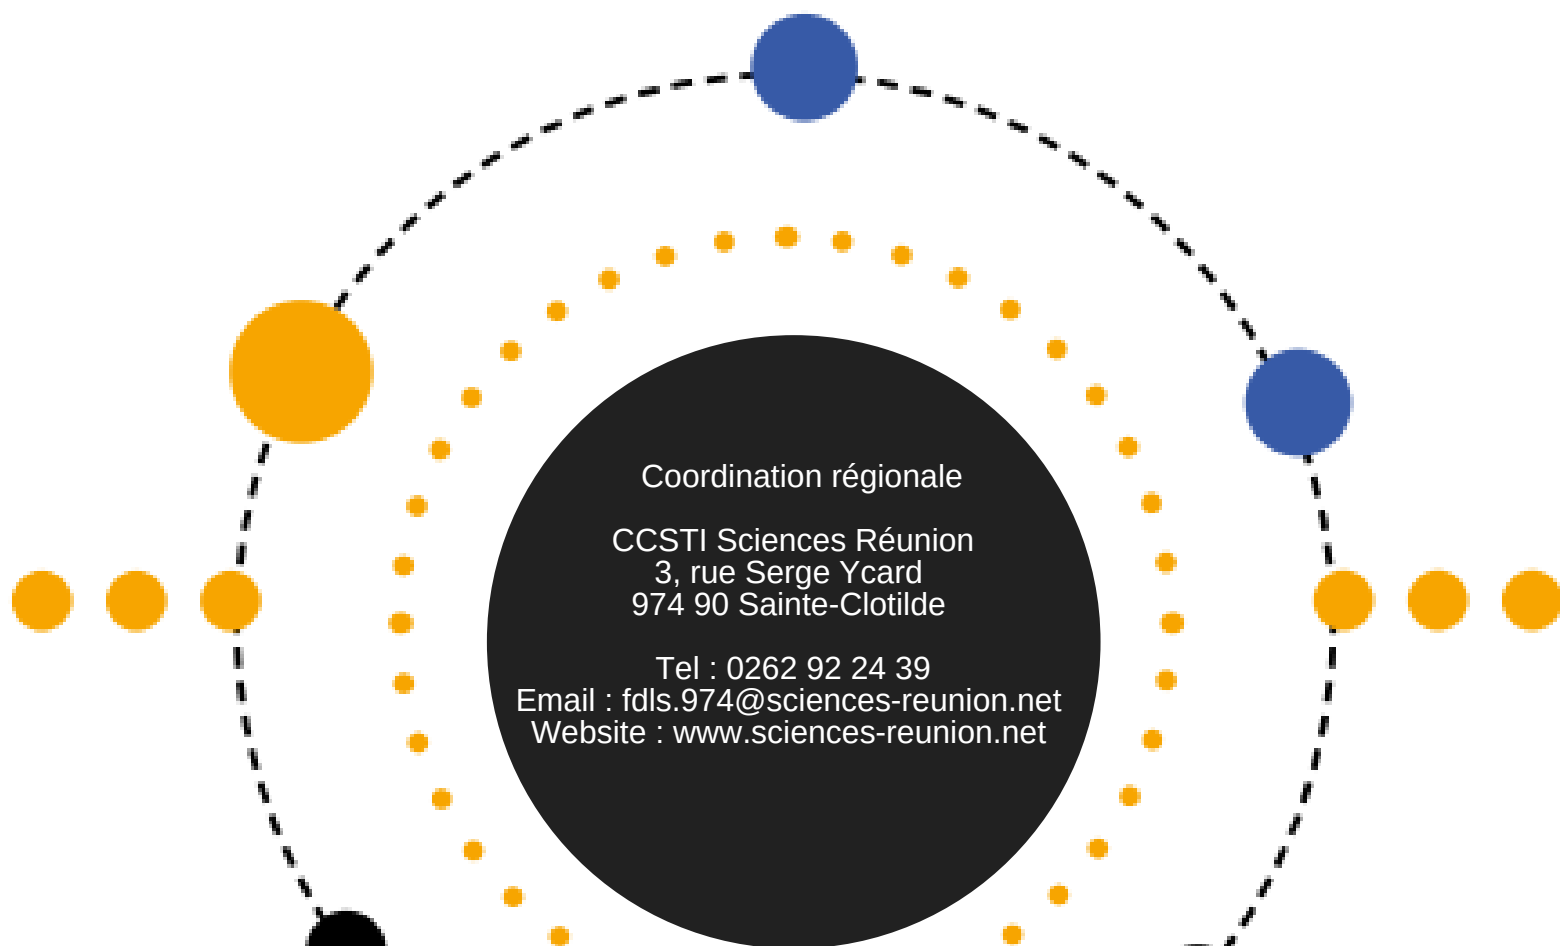 Coordination régionale
CCSTI Sciences Réunion
3, rue Serge Ycard
974 90 Sainte-Clotilde
Tel : 0262 92 24 39
Email : fdls.974@sciences-reunion.net
Website : www.sciences-reunion.net